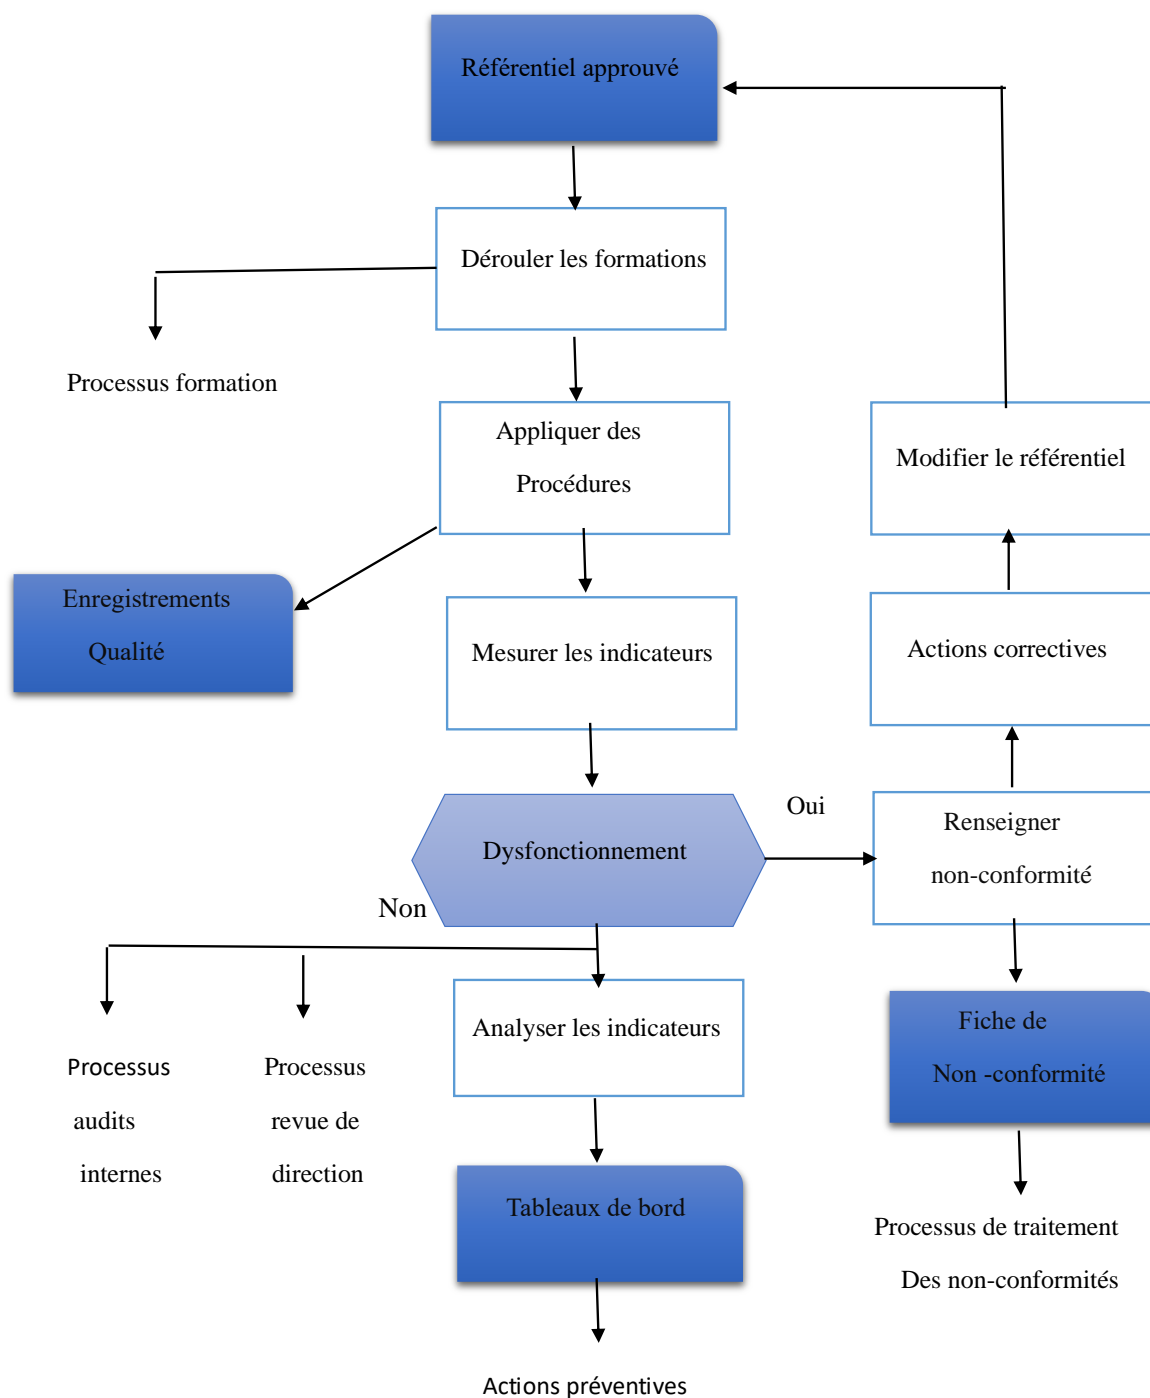 Référentiel approuvé
Dérouler les formations
Processus formation
Appliquer des
Procédures
Modifier le référentiel
Enregistrements
Qualité
Mesurer les indicateurs
Actions correctives
Oui
Dysfonctionnement
Renseigner
non-conformité
Non
Analyser les indicateurs
Fiche de
Non -conformité
Processus
audits
internes
Processus
revue de
direction
Tableaux de bord
Processus de traitement
Des non-conformités
Actions préventives